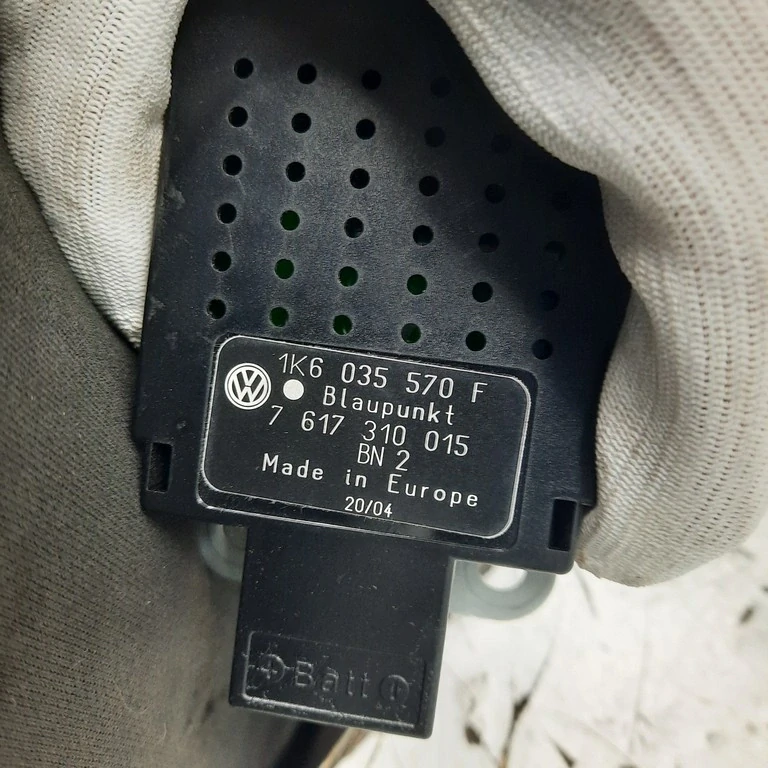 1K6 035 570 F
Blaupunkt
7 617 310 015
BN 2
Made in Europe
20/04
Batt